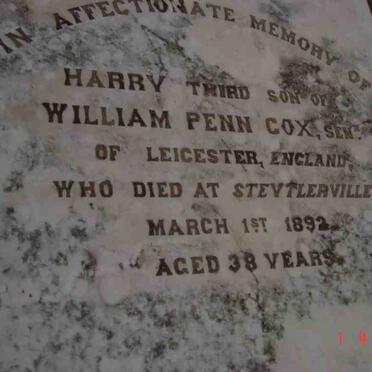 IN AFFECTIONATE MEMORY OF
HARRY THIRD SON OF
WILLIAM PENN COX, SENR.
OF LEICESTER, ENGLAND,
WHO DIED AT STEYTLERVILLE
MARCH 1ST 1892.
AGED 38 YEARS.